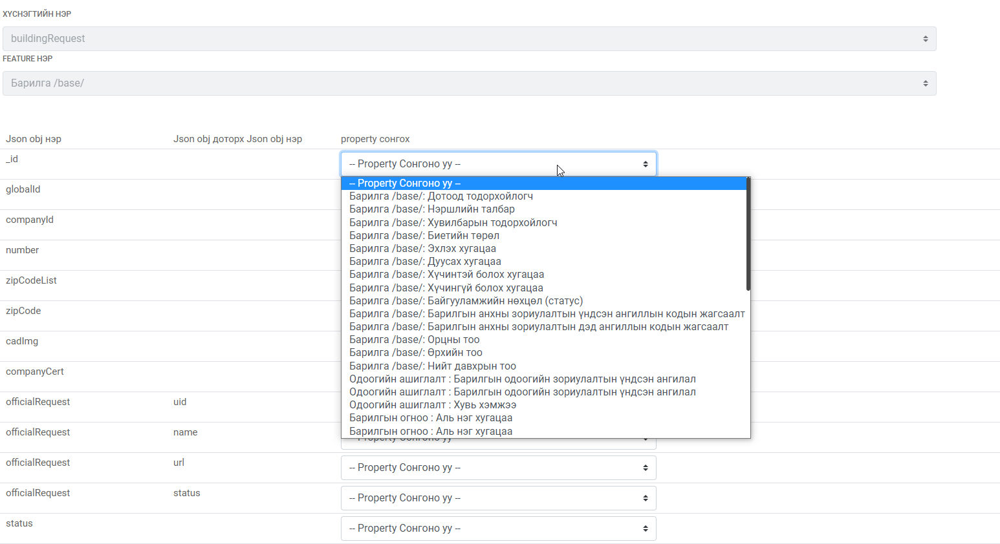 ХҮСНЭГТИЙН НЭР
buildingRequest
FEATURE НЭР
Барилга /base/
Json obj нэр Json obj доторх Json obj нэр property сонгох
_id -- Property Сонгоно уу --
-- Property Сонгоно уу --
Барилга /base/: Дотоод тодорхойлогч
globalId
Барилга /base/: Нэршлийн талбар
companyId Барилга /base/: Хувилбарын тодорхойлогч
Барилга /base/: Биетийн төрөл
number Барилга /base/: Эхлэх хугацаа
Барилга /base/: Дуусах хугацаа
Барилга /base/: Хүчинтэй болох хугацаа
zipCodeList
Барилга /base/: Хүчингүй болох хугацаа
Барилга /base/: Байгууламжийн нөхцөл (статус)
zipCode Барилга /base/: Барилгын анхны зориулалтын үндсэн ангиллын кодын жагсаалт
Барилга /base/: Барилгын анхны зориулалтын дэд ангиллын кодын жагсаалт
cadImg Барилга /base/: Орцны тоо
Барилга /base/: Өрхийн тоо
companyCert Барилга /base/: Нийт давхрын тоо
Одоогийн ашиглалт : Барилгын одоогийн зориулалтын үндсэн ангилал
Одоогийн ашиглалт : Барилгын одоогийн зориулалтын үндсэн ангилал
officialRequest uid Одоогийн ашиглалт : Хувь хэмжээ
Барилгын огноо : Аль нэг хугацаа
officialRequest name Барилгын огноо : Аль нэг хугацаа
officialRequest url -- Property Сонгоно уу --
officialRequest status -- Property Сонгоно уу --
status -- Property Сонгоно уу --